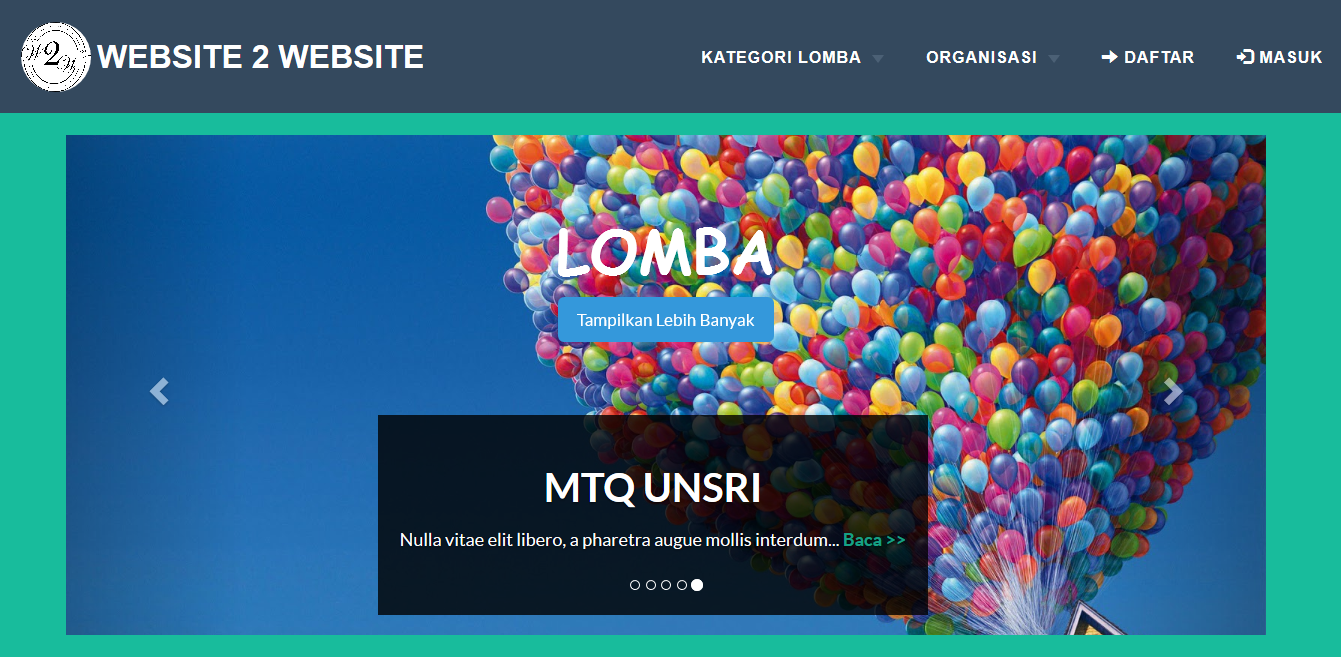 W 2 W
WEBSITE 2 WEBSITE
KATEGORI LOMBA
ORGANISASI
DAFTAR
MASUK
LOMBA
Tampilkan Lebih Banyak
MTQ UNSRI
Nulla vitae elit libero, a pharetra augue mollis interdum... Baca >>